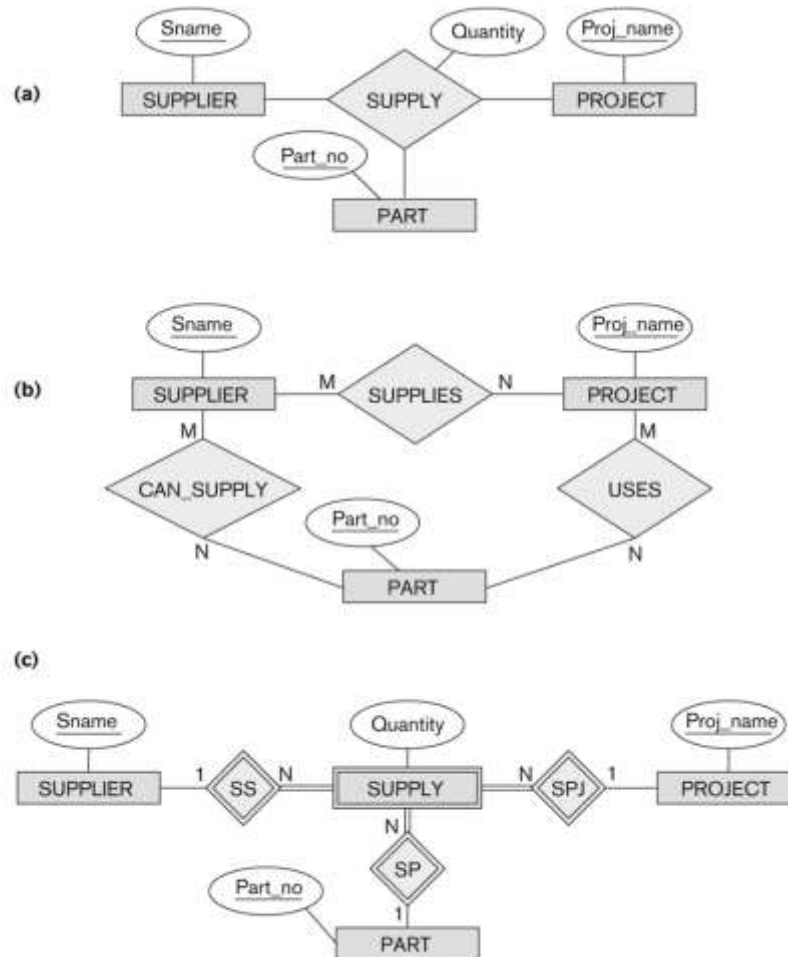 Sname Quantity Proj_name
(a) SUPPLIER SUPPLY PROJECT
Part_no
PART
Sname Proj_name
(b) SUPPLIER M SUPPLIES N PROJECT
M M
CAN_SUPPLY USES
Part_no
N N
PART
(c)
Sname Quantity Proj_name
1 SS N N SPJ 1
SUPPLIER SUPPLY PROJECT
N
SP
Part_no
1
PART